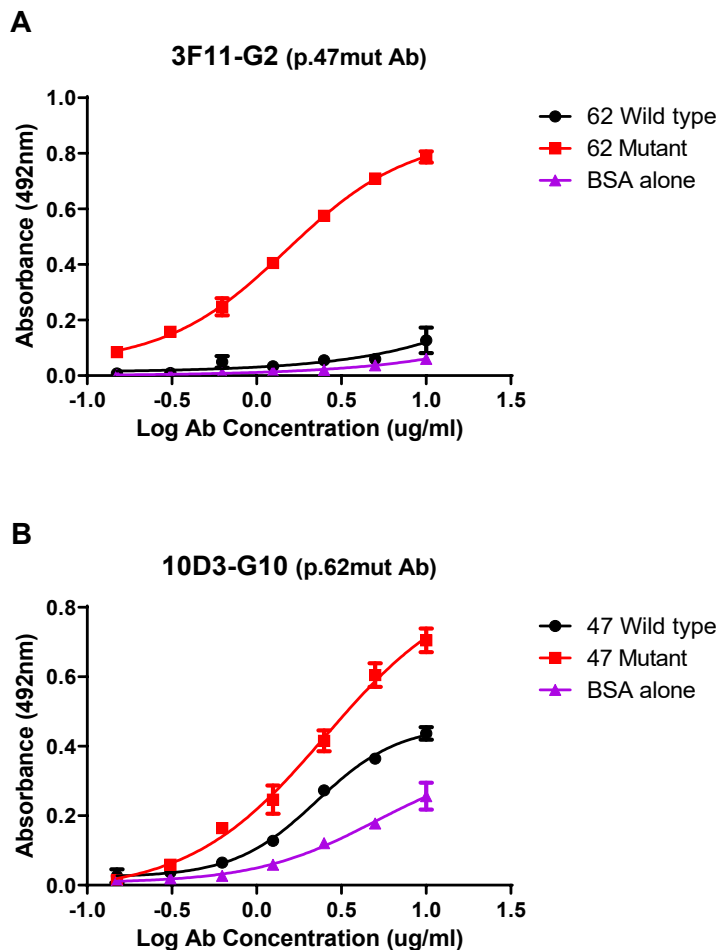 A
3F11-G2 (p.47mut Ab)
1.0
0.8
0.6
0.4
0.2
0.0
Absorbance (492nm)
-1.0 -0.5 0.0 0.5 1.0 1.5
Log Ab Concentration (ug/ml)
62 Wild type
62 Mutant
BSA alone
B
10D3-G10 (p.62mut Ab)
0.8
0.6
0.4
0.2
0.0
Absorbance (492nm)
-1.0 -0.5 0.0 0.5 1.0 1.5
Log Ab Concentration (ug/ml)
47 Wild type
47 Mutant
BSA alone